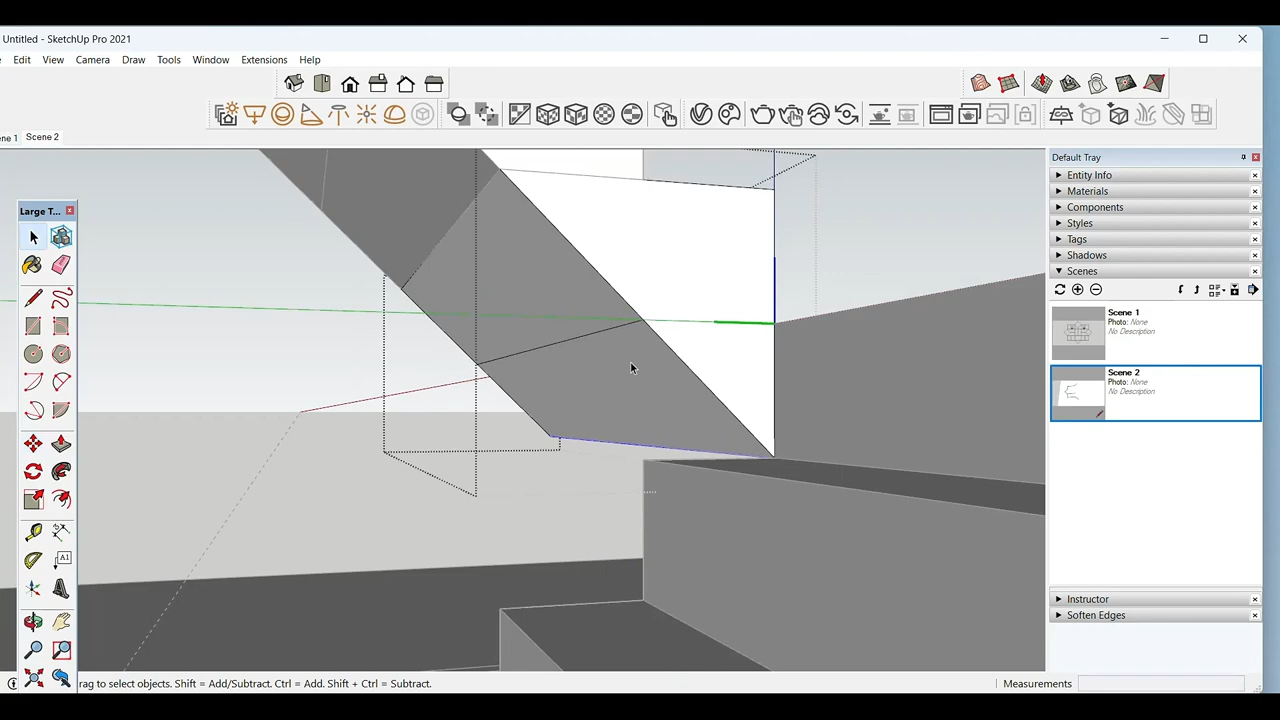 Untitled - SketchUp Pro 2021
Edit View Camera Draw Tools Window Extensions Help
Scene 2
Default Tray
Entity Info
Materials
Components
Styles
Tags
Shadows
Scenes
Scene 1
Photo: None
No Description
Scene 2
Photo: None
No Description
Instructor
Soften Edges
Large T...
A1
rag to select objects. Shift = Add/Subtract. Ctrl = Add. Shift + Ctrl = Subtract.
Measurements